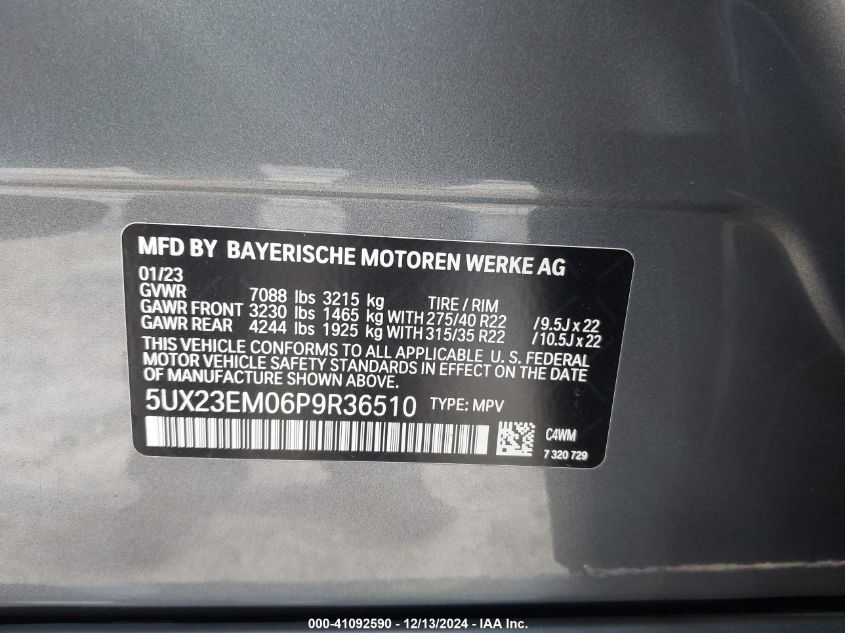 MFD BY BAYERISCHE MOTOREN WERKE AG
01/23
GVWR 7088 lbs 3215 kg TIRE / RIM
GAWR FRONT 3230 lbs 1465 kg WITH 275/40 R22 /9.5J x 22
GAWR REAR 4244 lbs 1925 kg WITH 315/35 R22 /10.5J x 22
THIS VEHICLE CONFORMS TO ALL APPLICABLE U. S. FEDERAL
MOTOR VEHICLE SAFETY STANDARDS IN EFFECT ON THE DATE
OF MANUFACTURE SHOWN ABOVE.
5UX23EM06P9R36510 TYPE: MPV
C4WM
7 320 729
000-41092590 - 12/13/2024 - IAA Inc.